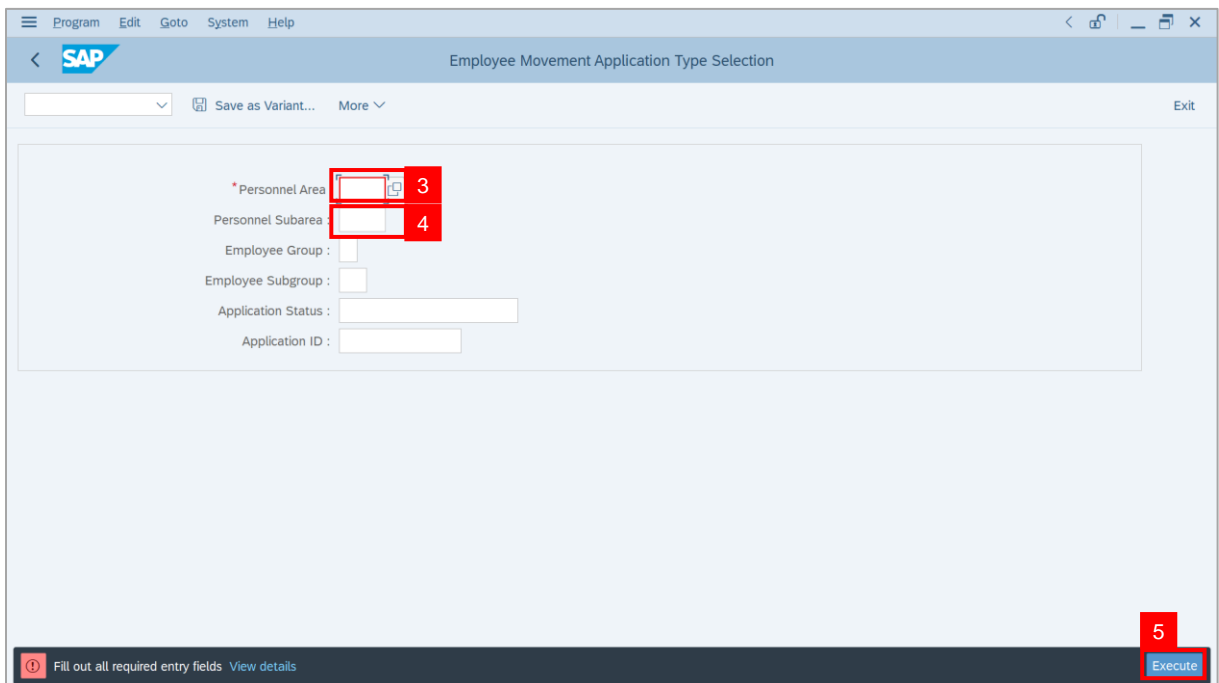 Program Edit Goto System Help
SAP Employee Movement Application Type Selection
Save as Variant... More Exit
*Personnel Area 3
Personnel Subarea : 4
Employee Group :
Employee Subgroup :
Application Status :
Application ID :
5
Fill out all required entry fields View details Execute